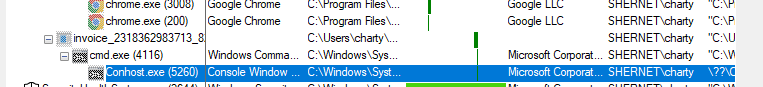 chrome.exe (3008) Google Chrome C:\Program Files\... Google LLC SHERNET\charty "C:\P
chrome.exe (200) Google Chrome C:\Program Files\... Google LLC SHERNET\charty "C:\P
invoice_2318362983713_82 C:\Users\charty\... SHERNET\charty
cmd.exe (4116) Windows Comma... C:\Windows\Sys... Microsoft Corporat... SHERNET\charty "C:\W
Conhost.exe (5260) Console Window ... C:\Windows\Syst... Microsoft Corporat... SHERNET\charty \??\C